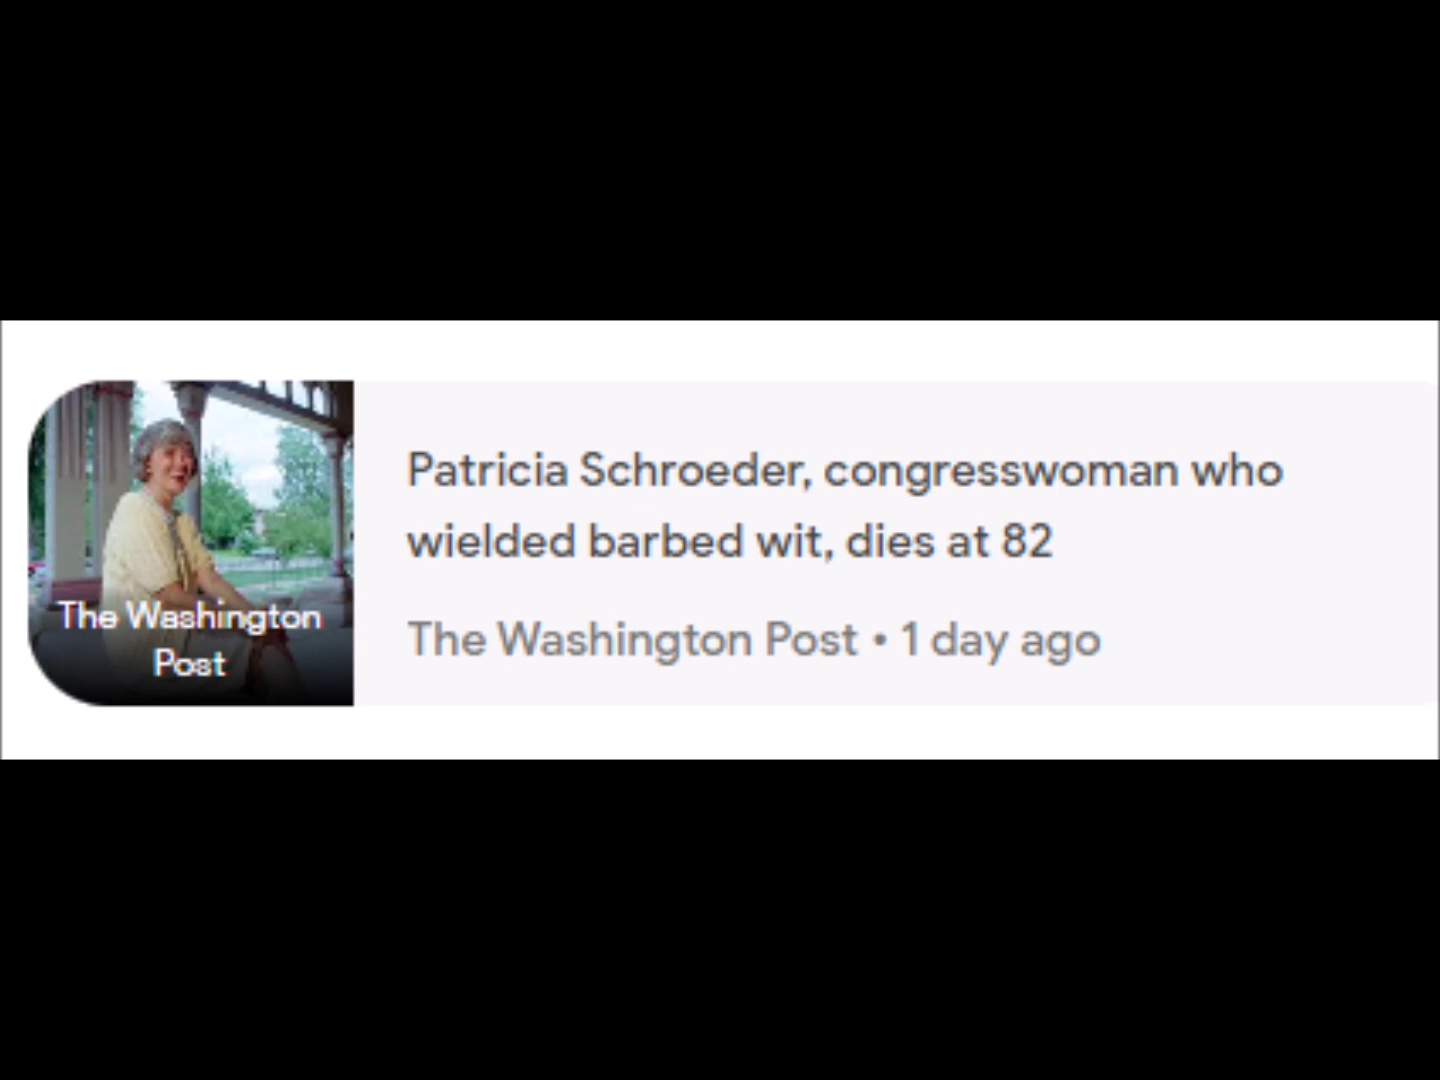 The Washington
Post
Patricia Schroeder, congresswoman who
wielded barbed wit, dies at 82
The Washington Post • 1 day ago